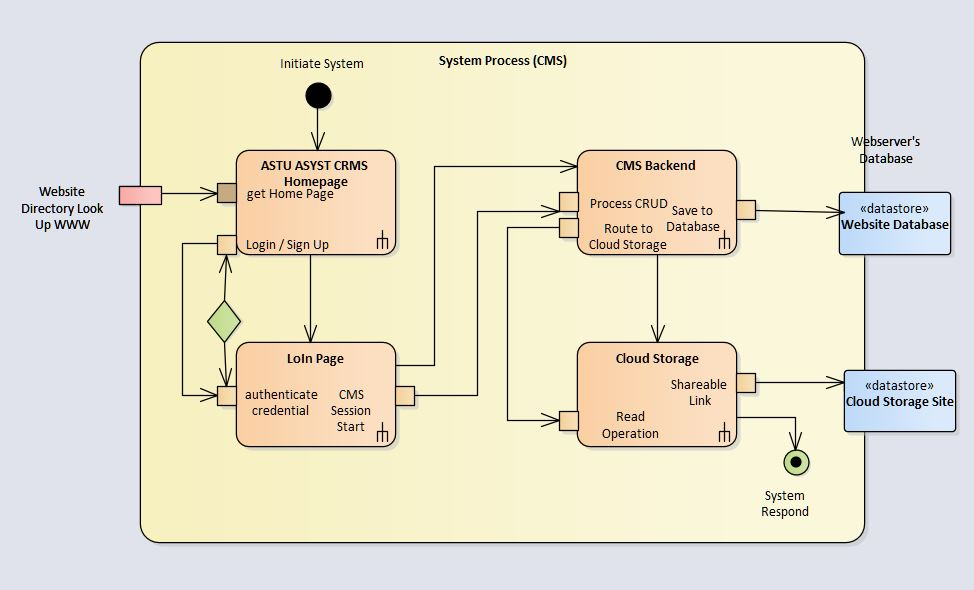 Initiate System
System Process (CMS)
Webserver's
Database
ASTU ASYST CRMS
Homepage
get Home Page
Login / Sign Up
Website
Directory Look
Up WWW
CMS Backend
Process CRUD
Save to
Database
Route to
Cloud Storage
«datastore»
Website Database
LoIn Page
authenticate
credential
CMS
Session
Start
Cloud Storage
Shareable
Link
Read
Operation
«datastore»
Cloud Storage Site
System
Respond